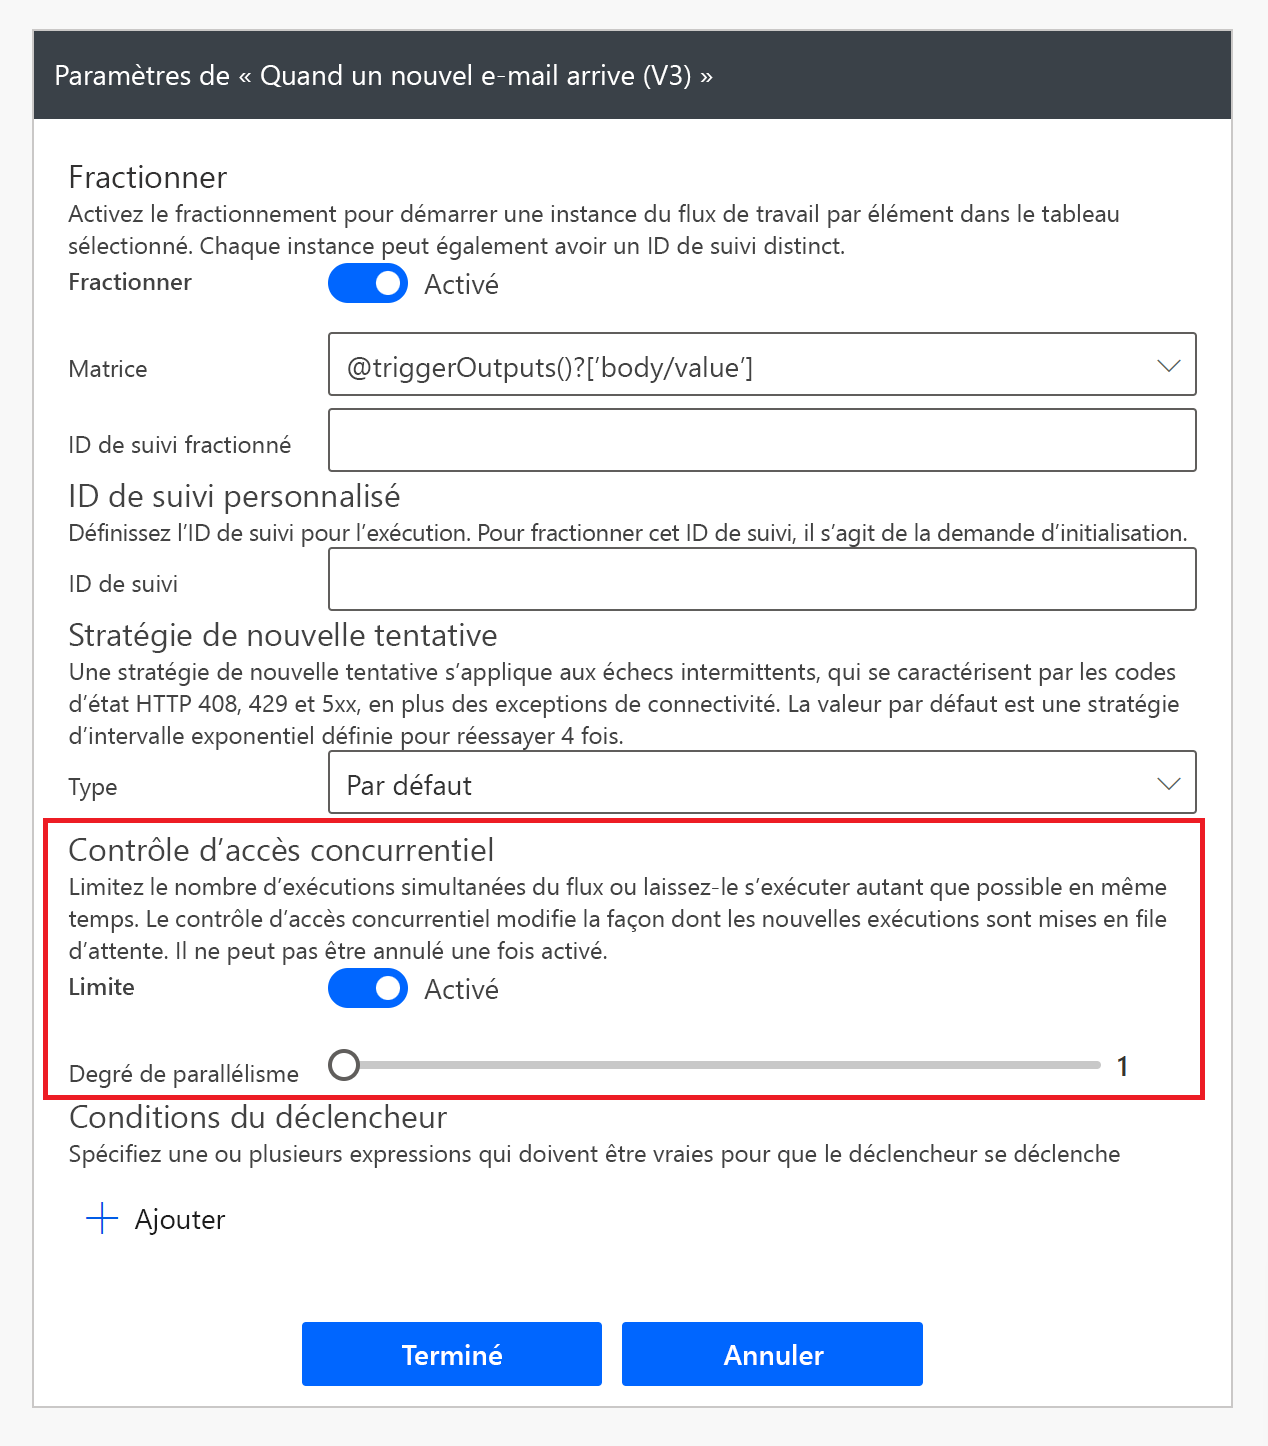 Paramètres de « Quand un nouvel e-mail arrive (V3) »
Fractionner
Activez le fractionnement pour démarrer une instance du flux de travail par élément dans le tableau
sélectionné. Chaque instance peut également avoir un ID de suivi distinct.
Fractionner Activé
Matrice @triggerOutputs()?['body/value']
ID de suivi fractionné
ID de suivi personnalisé
Définissez l’ID de suivi pour l’exécution. Pour fractionner cet ID de suivi, il s’agit de la demande d’initialisation.
ID de suivi
Stratégie de nouvelle tentative
Une stratégie de nouvelle tentative s’applique aux échecs intermittents, qui se caractérisent par les codes
d’état HTTP 408, 429 et 5xx, en plus des exceptions de connectivité. La valeur par défaut est une stratégie
d’intervalle exponentiel définie pour réessayer 4 fois.
Type Par défaut
Contrôle d’accès concurrentiel
Limitez le nombre d’exécutions simultanées du flux ou laissez-le s’exécuter autant que possible en même
temps. Le contrôle d’accès concurrentiel modifie la façon dont les nouvelles exécutions sont mises en file
d’attente. Il ne peut pas être annulé une fois activé.
Limite Activé
Degré de parallélisme 1
Conditions du déclencheur
Spécifiez une ou plusieurs expressions qui doivent être vraies pour que le déclencheur se déclenche
Ajouter
Terminé Annuler